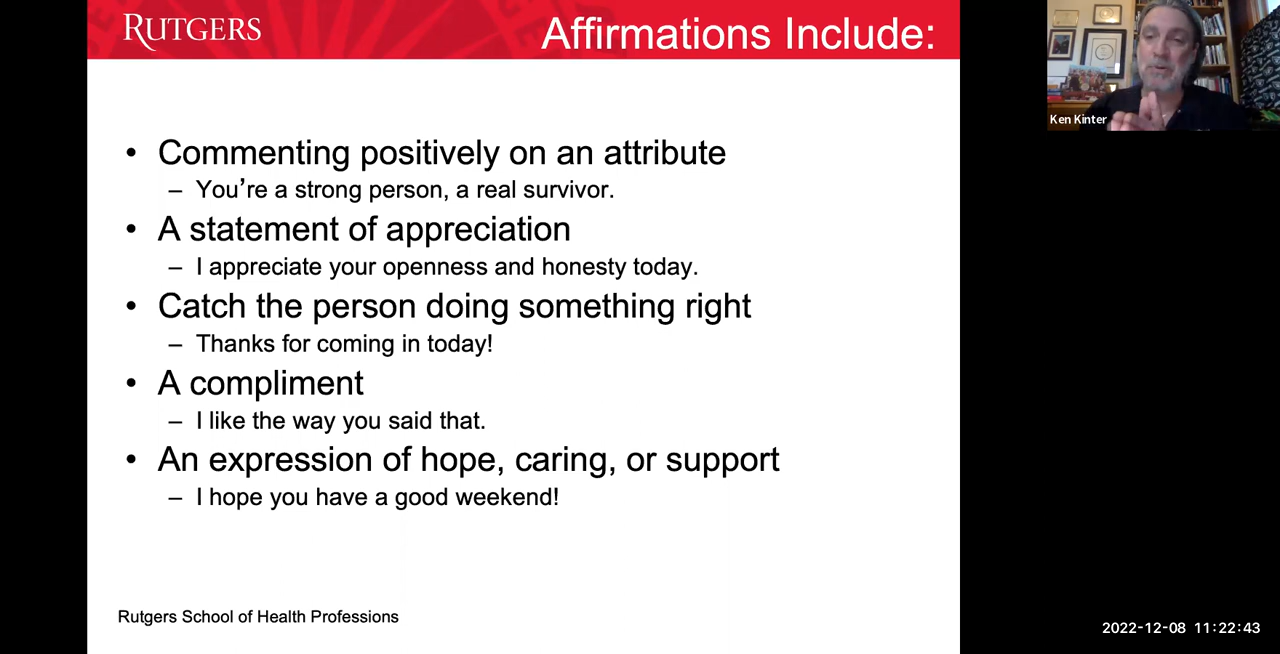 RUTGERS
Affirmations Include:
Ken Kinter
• Commenting positively on an attribute
– You’re a strong person, a real survivor.
• A statement of appreciation
– I appreciate your openness and honesty today.
• Catch the person doing something right
– Thanks for coming in today!
• A compliment
– I like the way you said that.
• An expression of hope, caring, or support
– I hope you have a good weekend!
Rutgers School of Health Professions
2022-12-08 11:22:43